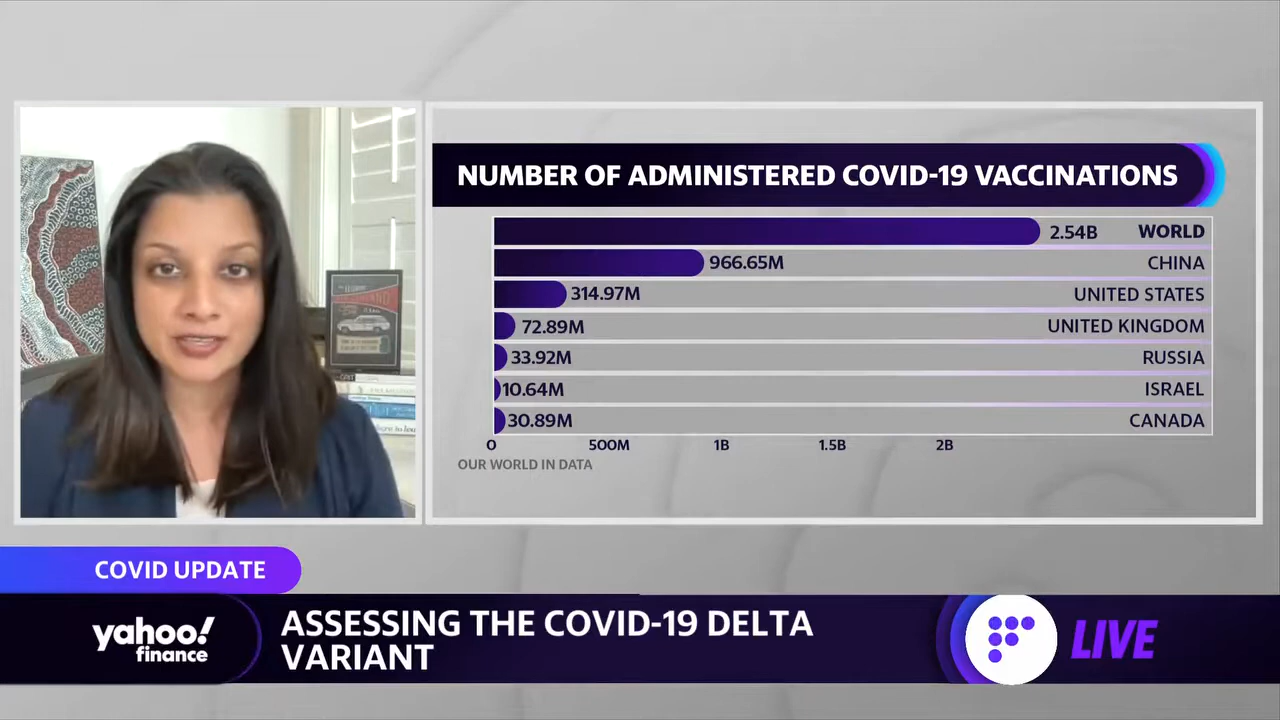 NUMBER OF ADMINISTERED COVID-19 VACCINATIONS
2.54B WORLD
966.65M CHINA
314.97M UNITED STATES
72.89M UNITED KINGDOM
33.92M RUSSIA
10.64M ISRAEL
30.89M CANADA
0 500M 1B 1.5B 2B
OUR WORLD IN DATA
COVID UPDATE
yahoo!
finance
ASSESSING THE COVID-19 DELTA
VARIANT
LIVE